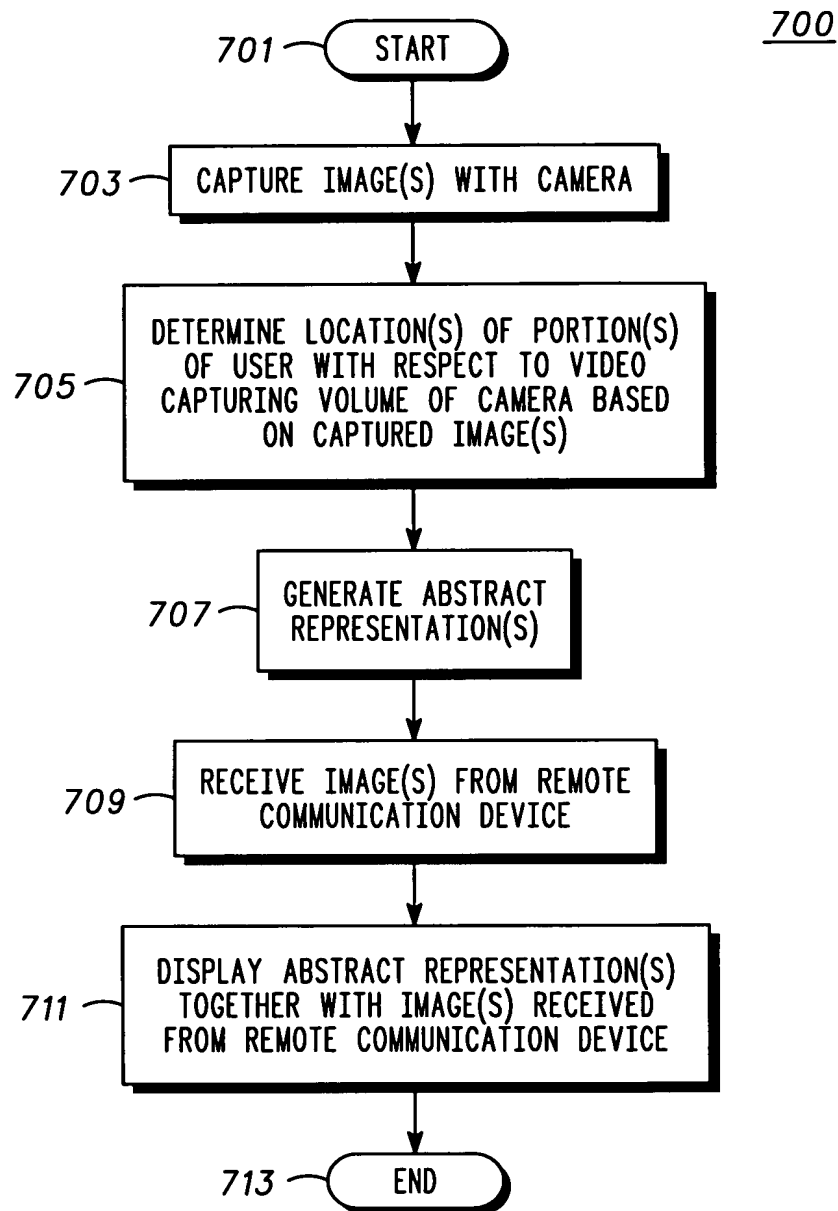 700
701
START
703
CAPTURE IMAGE(S) WITH CAMERA
705
DETERMINE LOCATION(S) OF PORTION(S)
OF USER WITH RESPECT TO VIDEO
CAPTURING VOLUME OF CAMERA BASED
ON CAPTURED IMAGE(S)
707
GENERATE ABSTRACT
REPRESENTATION(S)
709
RECEIVE IMAGE(S) FROM REMOTE
COMMUNICATION DEVICE
711
DISPLAY ABSTRACT REPRESENTATION(S)
TOGETHER WITH IMAGE(S) RECEIVED
FROM REMOTE COMMUNICATION DEVICE
713
END